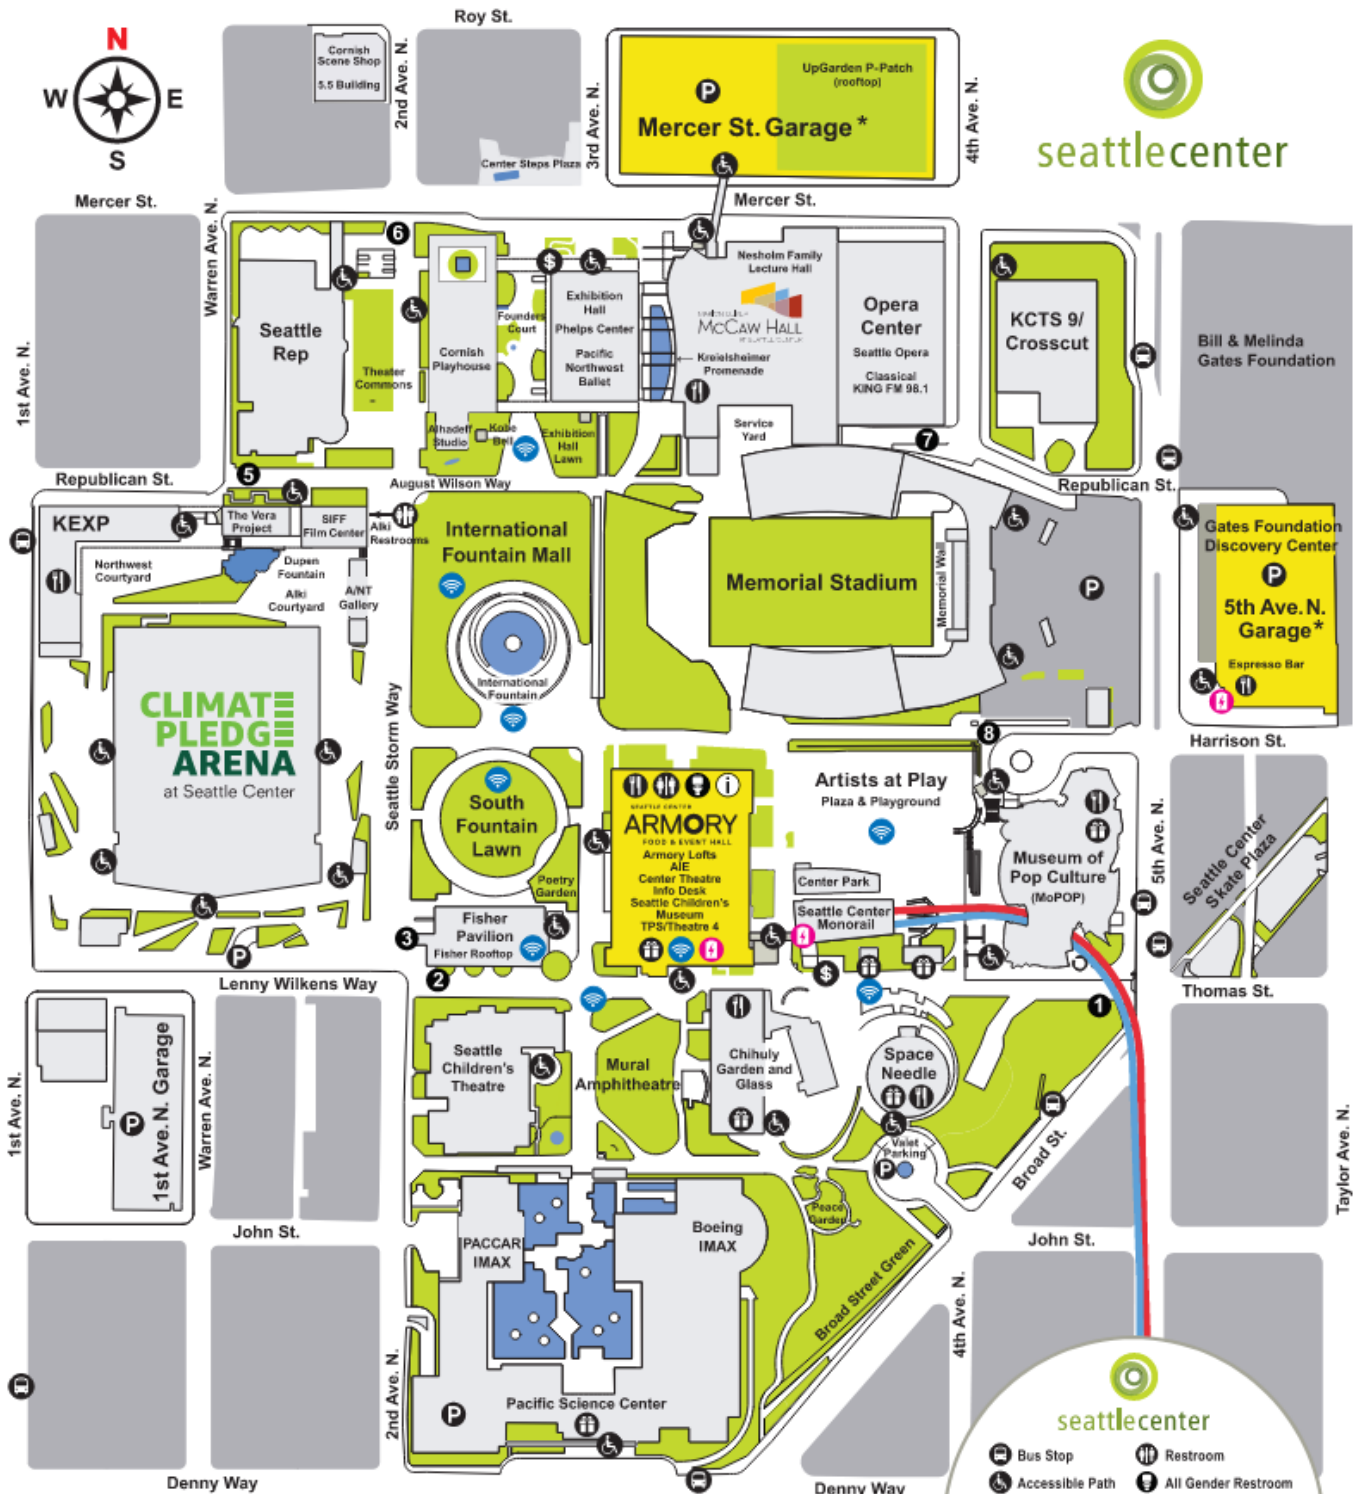 Roy St.
N
W
E
S
Cornish
Scene Shop
5.5 Building
2nd Ave. N.
Center Steps Plaza
3rd Ave. N.
P
UpGarden P-Patch
(rooftop)
Mercer St. Garage*
4th Ave. N.
seattlecenter
Mercer St.
Mercer St.
Warren Ave. N.
1st Ave. N.
6
Seattle
Rep
Theater
Commons
Cornish
Playhouse
Alhadeff
Studio
Kobe
Bell
$
Founders
Court
Exhibition
Hall
Phelps Center
Pacific
Northwest
Ballet
Exhibition
Hall
Lawn
Nesholm Family
Lecture Hall
McCAW HALL
Kreielsheimer
Promenade
Service
Yard
Opera
Center
Seattle Opera
Classical
KING FM 98.1
7
KCTS 9/
Crosscut
Bill & Melinda
Gates Foundation
Republican St.
5
August Wilson Way
Republican St.
KEXP
The Vera
Project
SIFF
Film Center
Alki
Restrooms
Northwest
Courtyard
Dupen
Fountain
Alki
Courtyard
A/NT
Gallery
International
Fountain Mall
International
Fountain
Memorial Stadium
Memorial Wall
P
Gates Foundation
Discovery Center
P
5th Ave. N.
Garage*
Espresso Bar
CLIMATE
PLEDGE
ARENA
at Seattle Center
Seattle Storm Way
South
Fountain
Lawn
Poetry
Garden
i
SEATTLE CENTER
ARMORY
FOOD & EVENT HALL
Armory Lofts
AIE
Center Theatre
Info Desk
Seattle Children's
Museum
TPS/Theatre 4
8
Harrison St.
Artists at Play
Plaza & Playground
Center Park
Seattle Center
Monorail
$
Museum of
Pop Culture
(MoPOP)
5th Ave. N.
Seattle Center
Skate Plaza
3
Fisher
Pavilion
Fisher Rooftop
P
2
Lenny Wilkens Way
Thomas St.
1
1st Ave. N.
1st Ave. N. Garage
P
Warren Ave. N.
Seattle
Children's
Theatre
Mural
Amphitheatre
Chihuly
Garden and
Glass
Space
Needle
Valet
Parking
P
Broad St.
Taylor Ave. N.
John St.
John St.
PACCAR
IMAX
Boeing
IMAX
Peace
Garden
Broad Street Green
4th Ave. N.
2nd Ave. N.
P
Pacific Science Center
Denny Way
Denny Way
seattlecenter
Bus Stop
Restroom
Accessible Path
All Gender Restroom